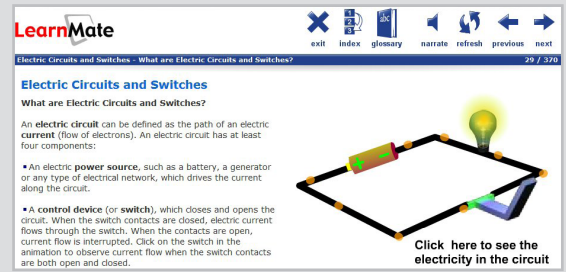 LearnMate
1
2
3
abc
exit index glossary narrate refresh previous next
Electric Circuits and Switches - What are Electric Circuits and Switches? 29 / 370
Electric Circuits and Switches
What are Electric Circuits and Switches?
An electric circuit can be defined as the path of an electric
current (flow of electrons). An electric circuit has at least
four components:
▪ An electric power source, such as a battery, a generator
or any type of electrical network, which drives the current
along the circuit.
▪ A control device (or switch), which closes and opens the
circuit. When the switch contacts are closed, electric current
flows through the switch. When the contacts are open,
current flow is interrupted. Click on the switch in the
animation to observe current flow when the switch contacts
are both open and closed.
+ -
Click here to see the
electricity in the circuit